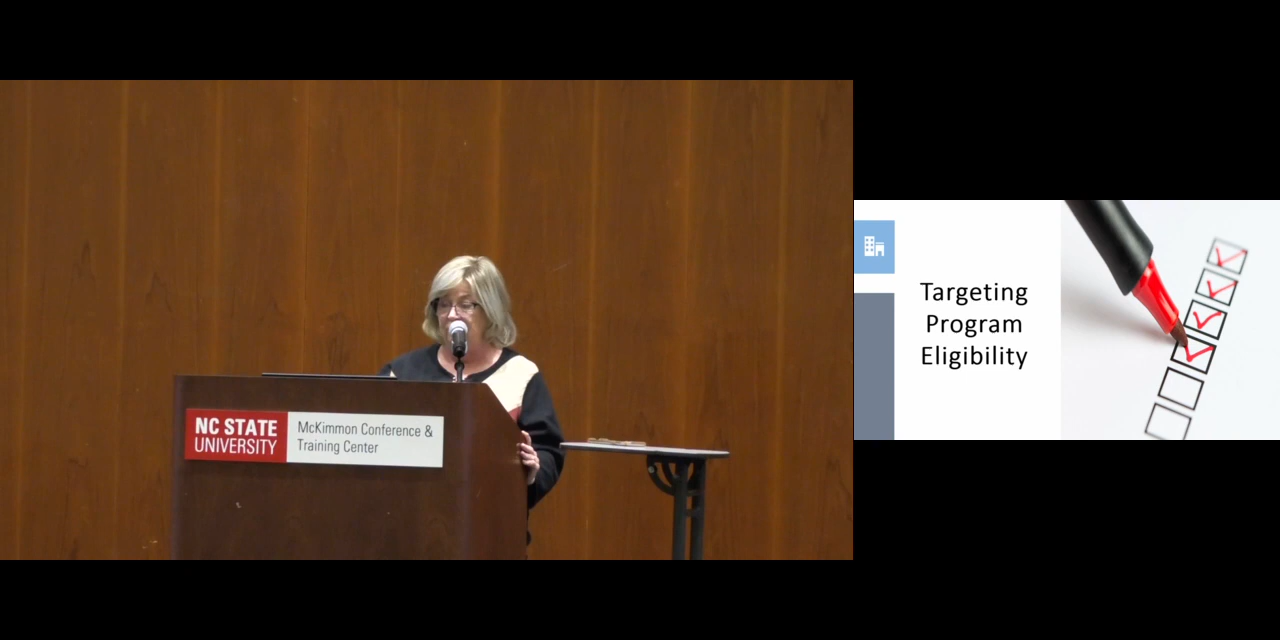 NC STATE
UNIVERSITY
McKimmon Conference &
Training Center
Targeting
Program
Eligibility